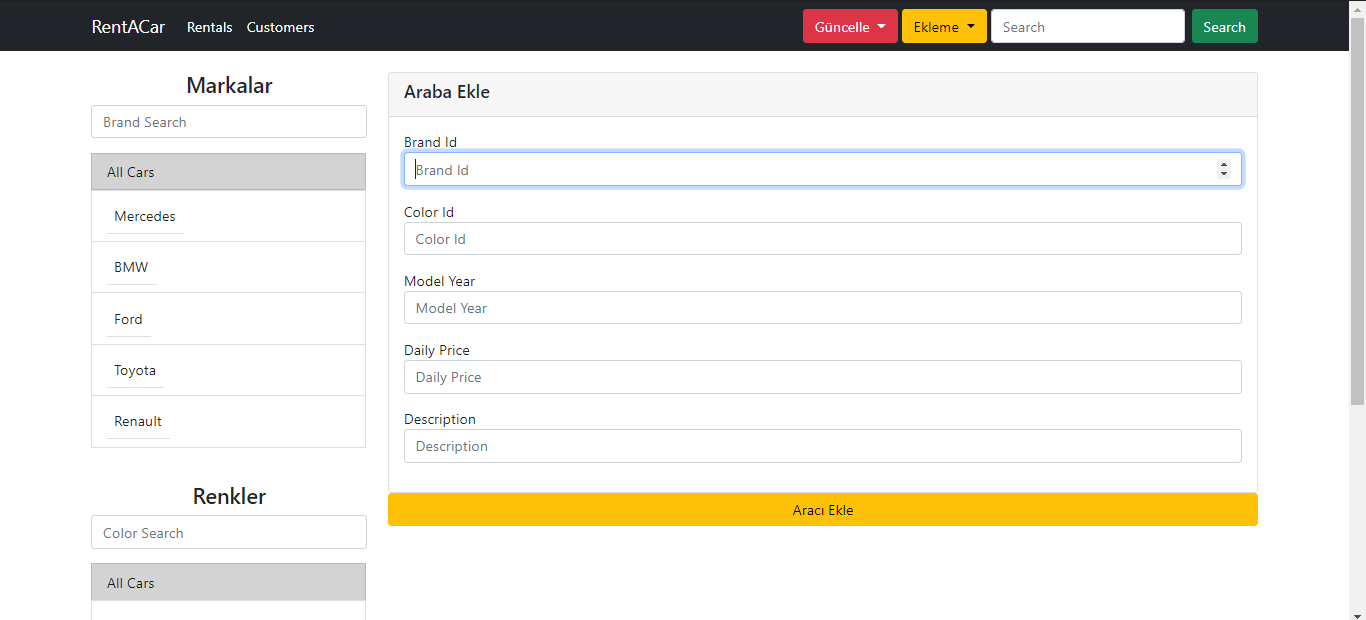 RentACar Rentals Customers Güncelle Ekleme Search Search
Markalar
Brand Search
All Cars
Mercedes
BMW
Ford
Toyota
Renault
Renkler
Color Search
All Cars
Araba Ekle
Brand Id
Brand Id
Color Id
Color Id
Model Year
Model Year
Daily Price
Daily Price
Description
Description
Aracı Ekle